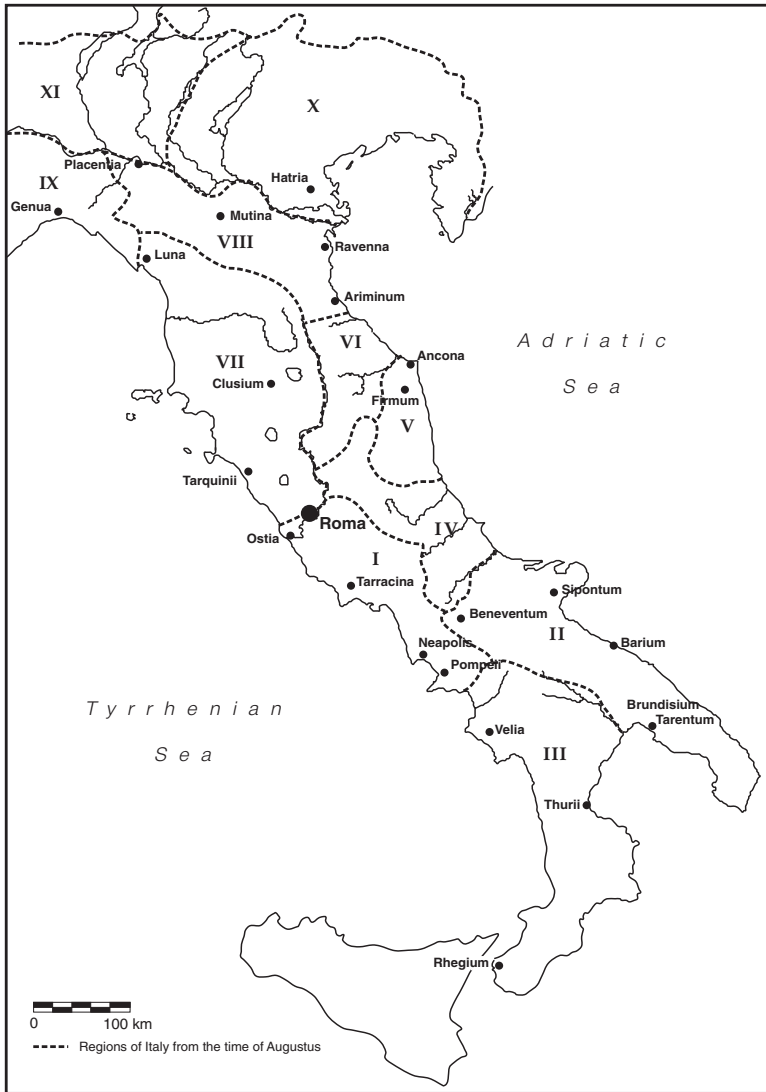 XI
X
Placentia
IX
Hatria
Genua
Mutina
VIII
Ravenna
Luna
Ariminum
VI
Adriatic
Sea
Ancona
VII
Clusium
Firmum
V
Tarquinii
Roma
Ostia
IV
I
Tarracina
Sipontum
Beneventum
II
Neapolis
Barium
Pompeii
Tyrrhenian
Sea
Brundisium
Tarentum
Velia
III
Thurii
Rhegium
0 100 km
Regions of Italy from the time of Augustus